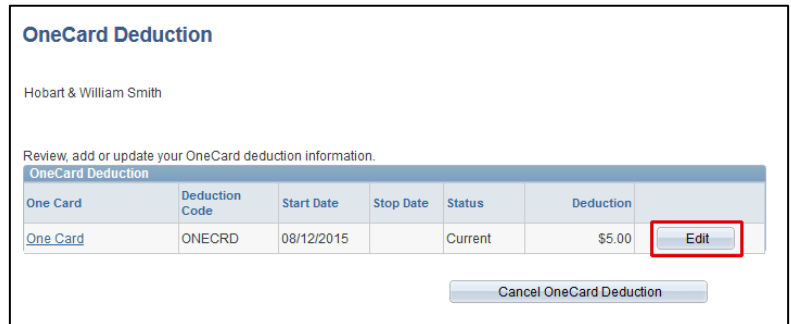 OneCard Deduction
Hobart & William Smith
Review, add or update your OneCard deduction information.
OneCard Deduction
One Card Deduction Code Start Date Stop Date Status Deduction
One Card ONECRD 08/12/2015 Current $5.00 Edit
Cancel OneCard Deduction